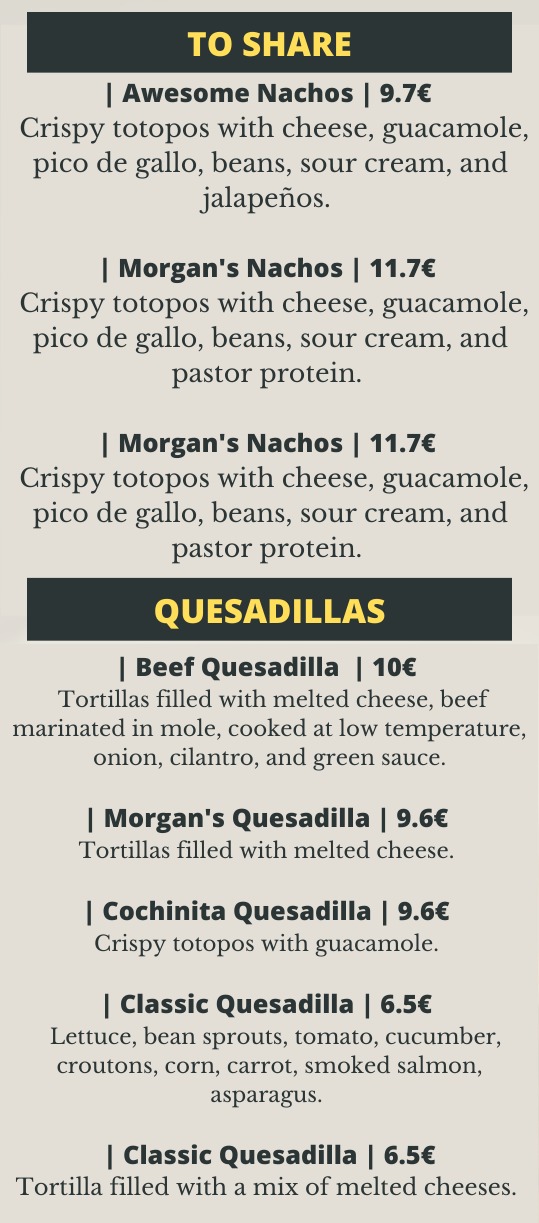 TO SHARE
| Awesome Nachos | 9.7€
Crispy totopos with cheese, guacamole,
pico de gallo, beans, sour cream, and
jalapeños.
| Morgan's Nachos | 11.7€
Crispy totopos with cheese, guacamole,
pico de gallo, beans, sour cream, and
pastor protein.
| Morgan's Nachos | 11.7€
Crispy totopos with cheese, guacamole,
pico de gallo, beans, sour cream, and
pastor protein.
QUESADILLAS
| Beef Quesadilla | 10€
Tortillas filled with melted cheese, beef
marinated in mole, cooked at low temperature,
onion, cilantro, and green sauce.
| Morgan's Quesadilla | 9.6€
Tortillas filled with melted cheese.
| Cochinita Quesadilla | 9.6€
Crispy totopos with guacamole.
| Classic Quesadilla | 6.5€
Lettuce, bean sprouts, tomato, cucumber,
croutons, corn, carrot, smoked salmon,
asparagus.
| Classic Quesadilla | 6.5€
Tortilla filled with a mix of melted cheeses.